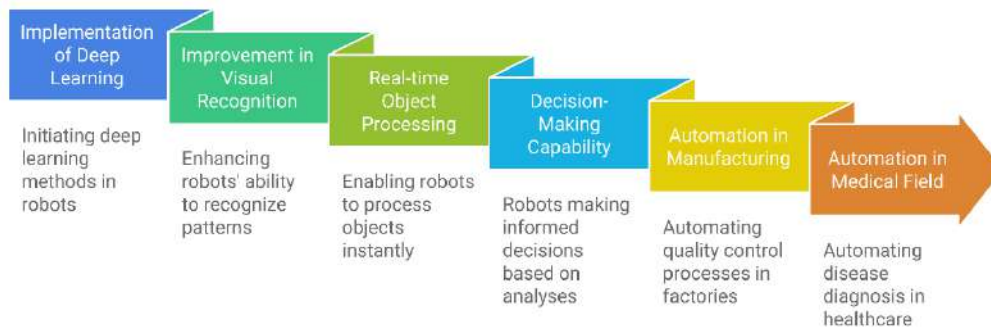 Implementation
of Deep
Learning
Initiating deep
learning
methods in
robots
Improvement in
Visual
Recognition
Enhancing
robots' ability
to recognize
patterns
Real-time
Object
Processing
Enabling robots
to process
objects
instantly
Decision-
Making
Capability
Robots making
informed
decisions
based on
analyses
Automation in
Manufacturing
Automating
quality control
processes in
factories
Automation in
Medical Field
Automating
disease
diagnosis in
healthcare